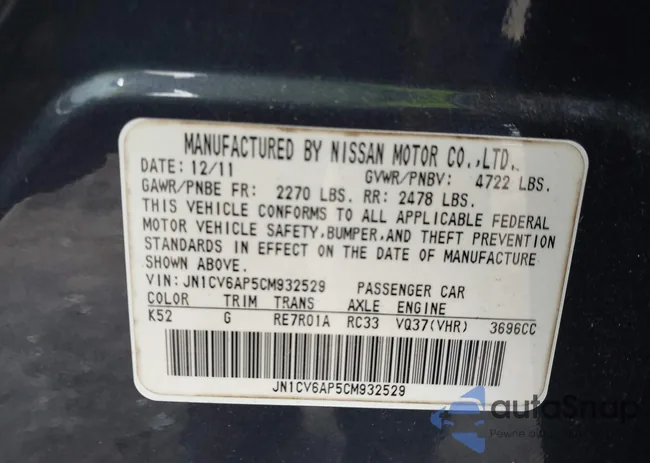 MANUFACTURED BY NISSAN MOTOR CO.,LTD.
DATE: 12/11 GVWR/PNBV: 4722 LBS.
GAWR/PNBE FR: 2270 LBS. RR: 2478 LBS.
THIS VEHICLE CONFORMS TO ALL APPLICABLE FEDERAL
MOTOR VEHICLE SAFETY,BUMPER,AND THEFT PREVENTION
STANDARDS IN EFFECT ON THE DATE OF MANUFACTURE
SHOWN ABOVE.
VIN: JN1CV6AP5CM932529 PASSENGER CAR
COLOR TRIM TRANS AXLE ENGINE
K52 G RE7R01A RC33 VQ37(VHR) 3696CC
JN1CV6AP5CM932529
autoSnap
Pewne auto